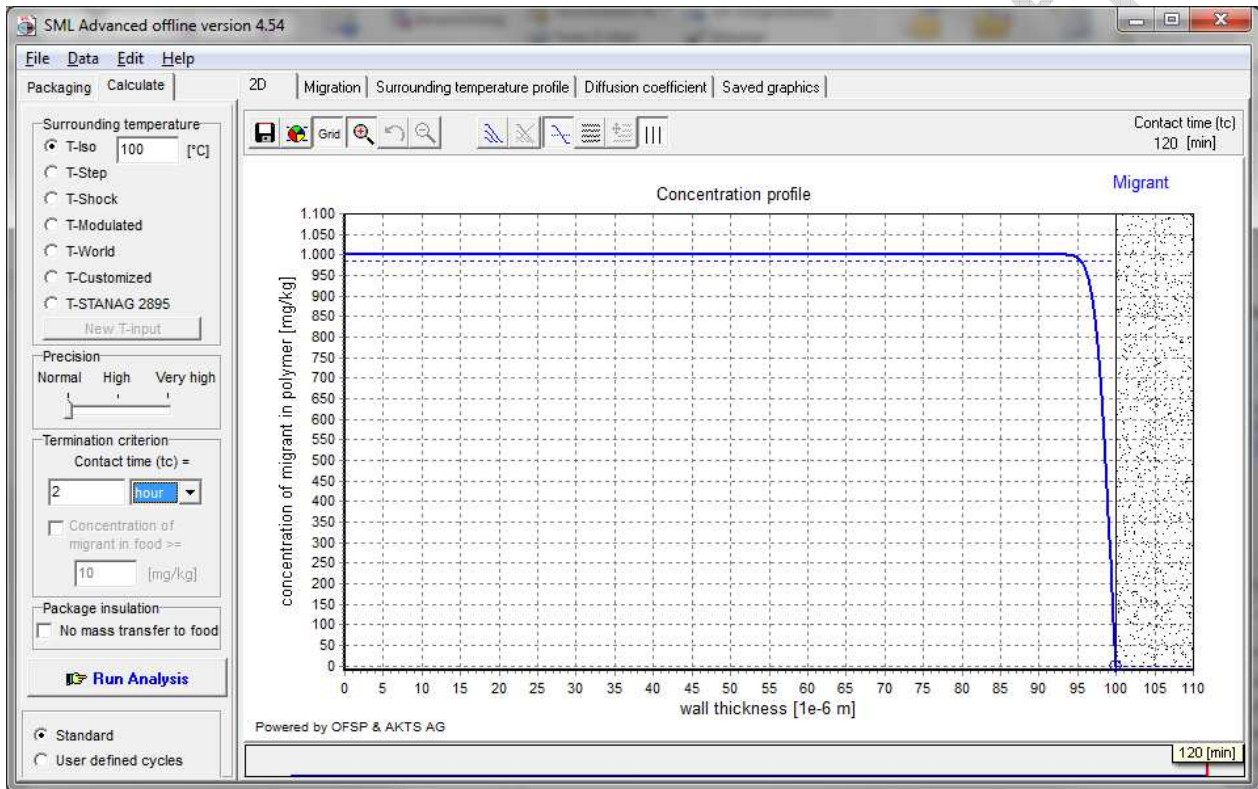 SML Advanced offline version 4.54
File Data Edit Help
Packaging Calculate
2D Migration Surrounding temperature profile Diffusion coefficient Saved graphics
Surrounding temperature
T-Iso 100 [°C]
T-Step
T-Shock
T-Modulated
T-World
T-Customized
T-STANAG 2895
New T-input
Precision
Normal High Very high
Termination criterion
Contact time (tc) =
2 hour
Concentration of
migrant in food >=
10 [mg/kg]
Package insulation
No mass transfer to food
Run Analysis
Standard
User defined cycles
Grid
Contact time (tc)
120 [min]
Migrant
Concentration profile
concentration of migrant in polymer [mg/kg]
1.100
1.050
1.000
950
900
850
800
750
700
650
600
550
500
450
400
350
300
250
200
150
100
50
0
0 5 10 15 20 25 30 35 40 45 50 55 60 65 70 75 80 85 90 95 100 105 110
wall thickness [1e-6 m]
Powered by OFSP & AKTS AG
120 [min]